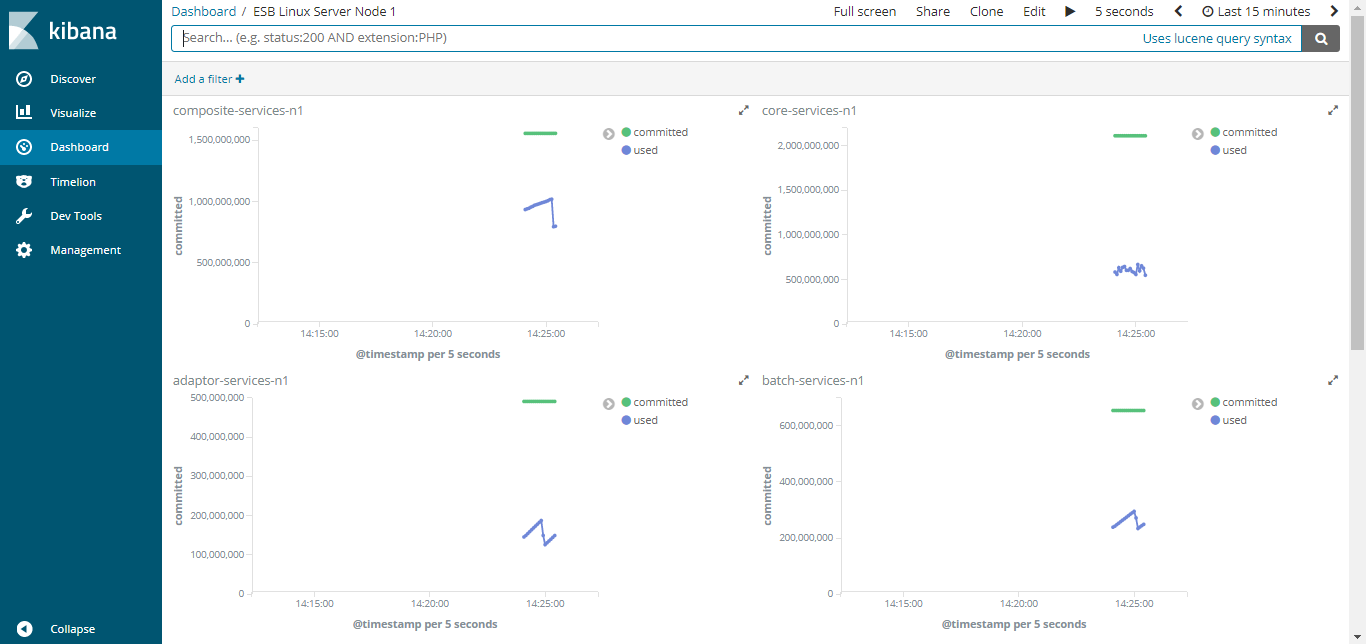 kibana
Discover
Visualize
Dashboard
Timelion
Dev Tools
Management
Collapse
Dashboard / ESB Linux Server Node 1
Full screen Share Clone Edit 5 seconds Last 15 minutes
Search... (e.g. status:200 AND extension:PHP)
Uses lucene query syntax
Add a filter
composite-services-n1
committed
used
committed
1,500,000,000
1,000,000,000
500,000,000
0
14:15:00 14:20:00 14:25:00
@timestamp per 5 seconds
core-services-n1
committed
used
committed
2,000,000,000
1,500,000,000
1,000,000,000
500,000,000
0
14:15:00 14:20:00 14:25:00
@timestamp per 5 seconds
adaptor-services-n1
committed
used
committed
500,000,000
400,000,000
300,000,000
200,000,000
100,000,000
0
14:15:00 14:20:00 14:25:00
@timestamp per 5 seconds
batch-services-n1
committed
used
committed
600,000,000
400,000,000
200,000,000
0
14:15:00 14:20:00 14:25:00
@timestamp per 5 seconds